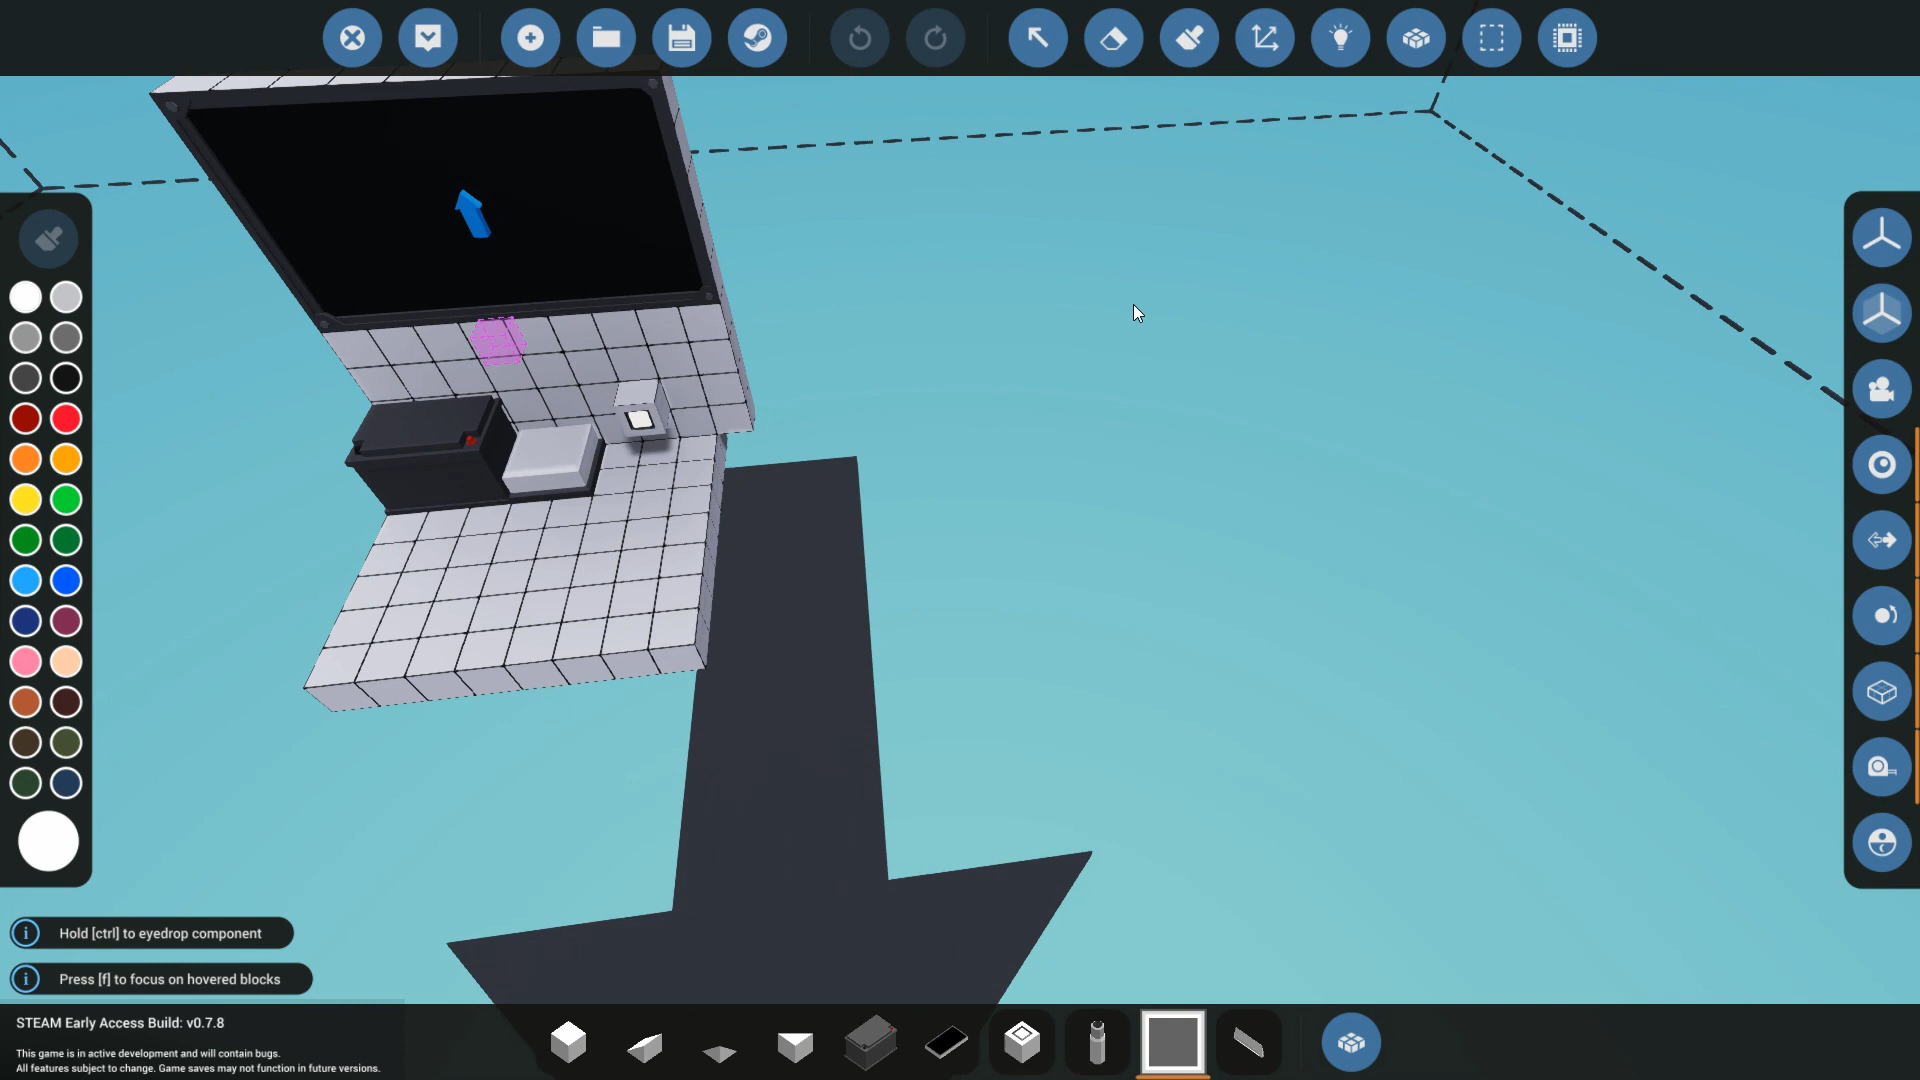 Hold [ctrl] to eyedrop component
Press [f] to focus on hovered blocks
STEAM Early Access Build: v0.7.8
This game is in active development and will contain bugs.
All features subject to change. Game saves may not function in future versions.